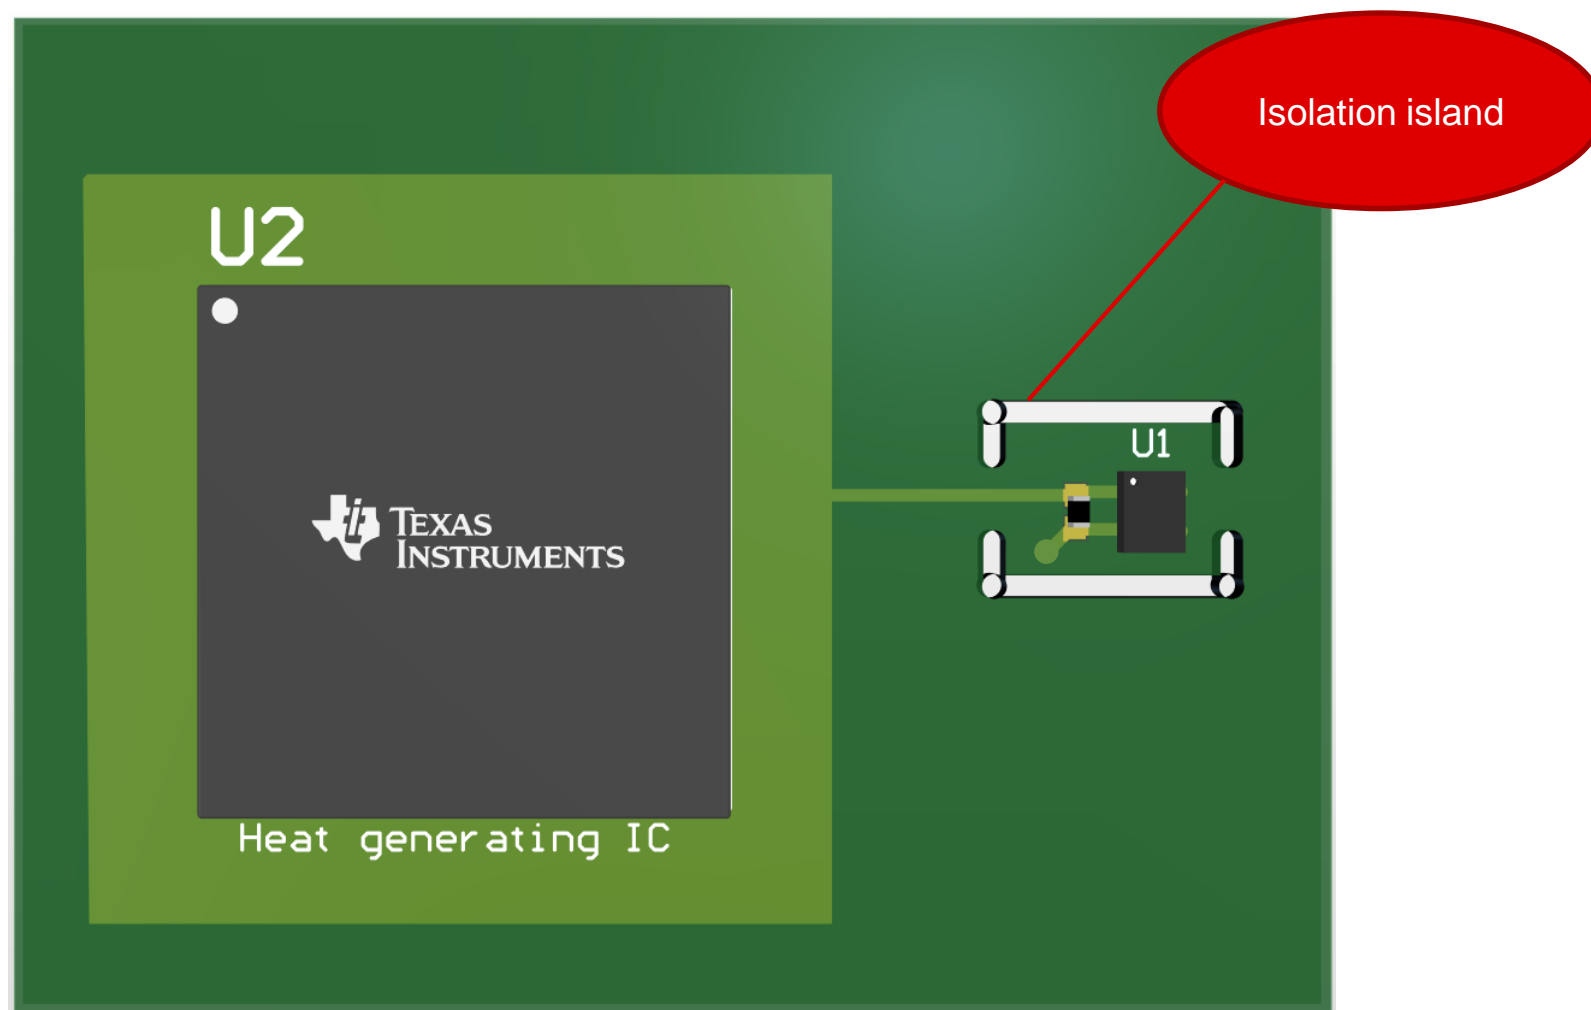 Isolation island
U2
U1
TEXAS
INSTRUMENTS
Heat generating IC